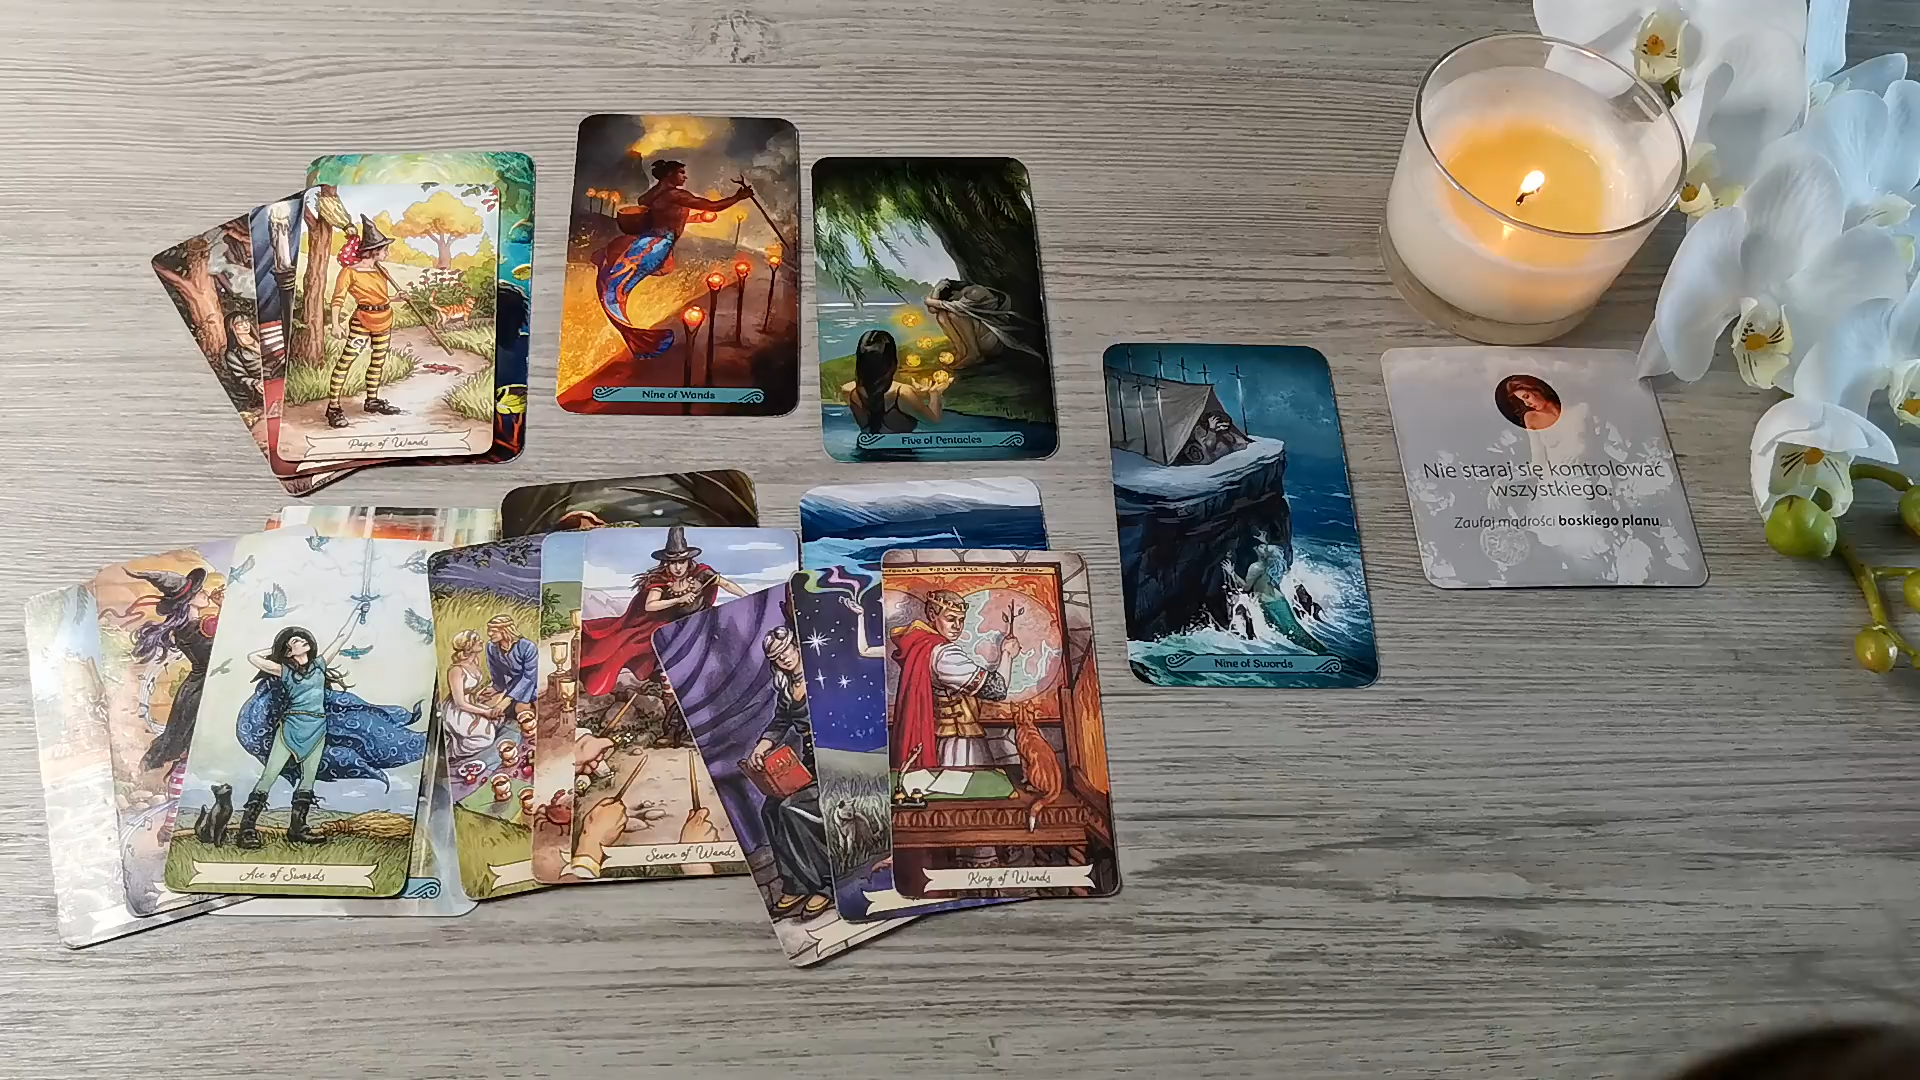 Page of Wands
Nine of Wands
Five of Pentacles
Nine of Swords
Nie staraj się kontrolować
wszystkiego.
Zaufaj mądrości boskiego planu
Ace of Swords
Seven of Wands
King of Wands